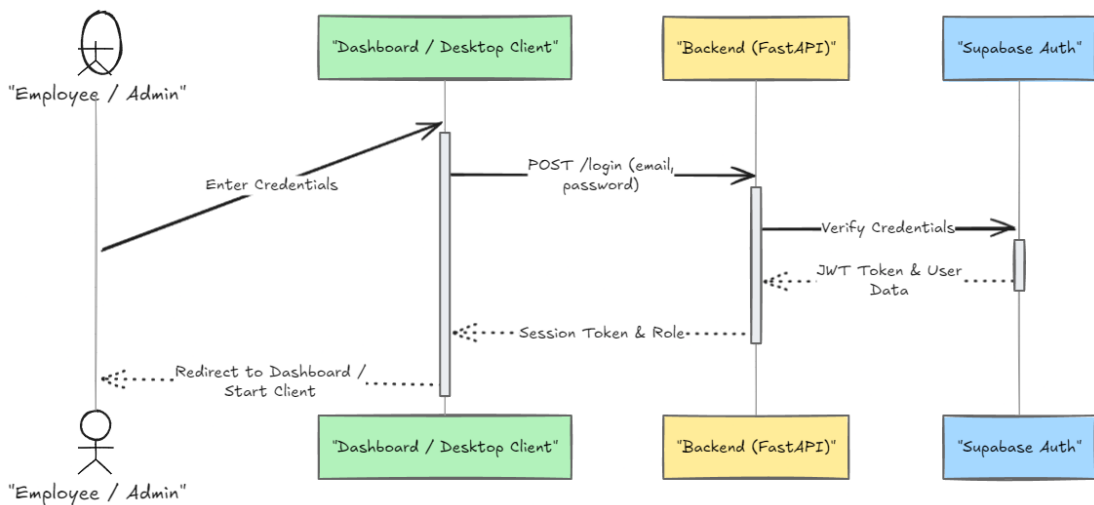 "Dashboard / Desktop Client"
"Backend (FastAPI)"
"Supabase Auth"
"Employee / Admin"
POST /login (email,
password)
Enter Credentials
Verify Credentials
JWT Token & User
Data
Session Token & Role
Redirect to Dashboard /
Start Client
"Dashboard / Desktop Client"
"Backend (FastAPI)"
"Supabase Auth"
"Employee / Admin"